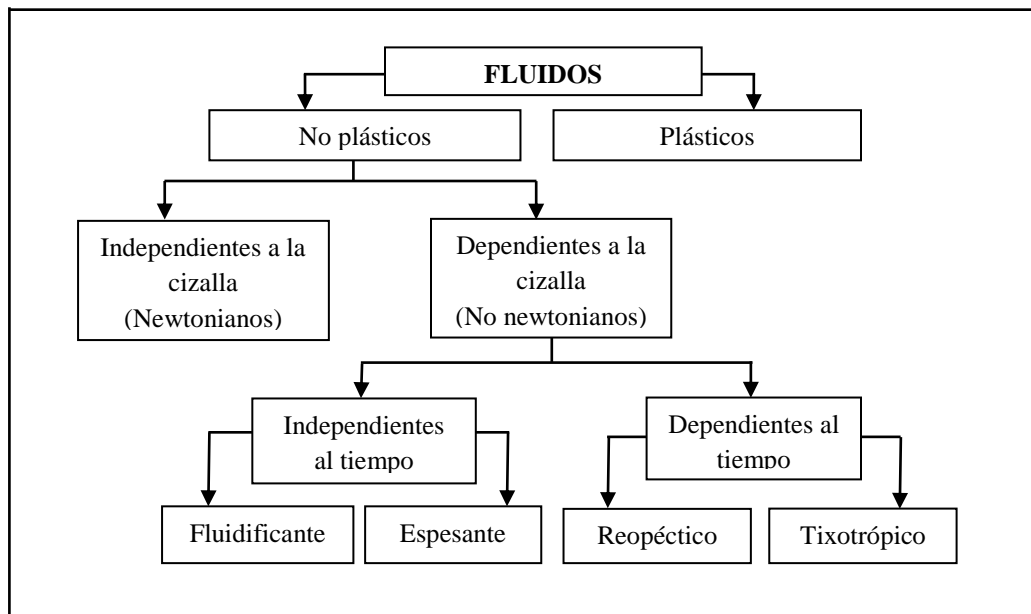 FLUIDOS
No plásticos
Plásticos
Independientes a la
cizalla
(Newtonianos)
Dependientes a la
cizalla
(No newtonianos)
Independientes
al tiempo
Dependientes al
tiempo
Fluidificante
Espesante
Reopéctico
Tixotrópico